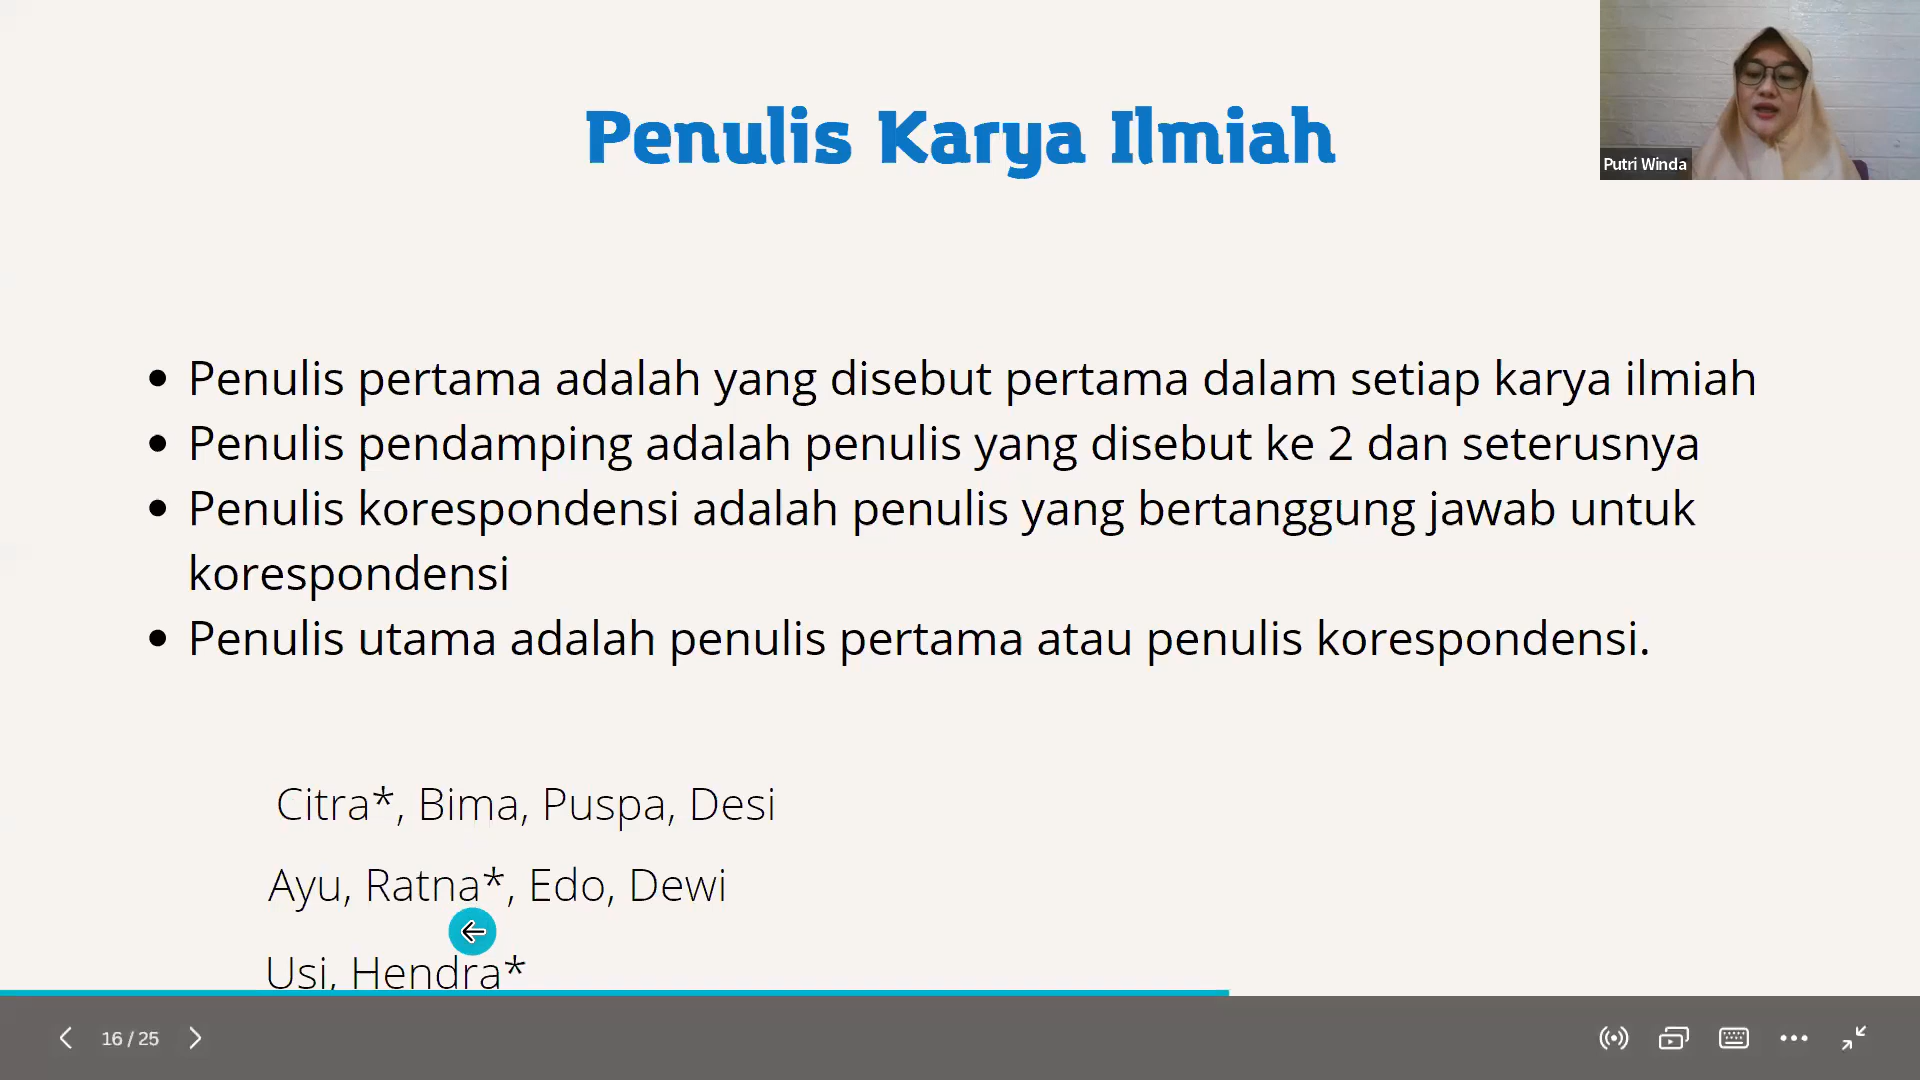 Penulis Karya Ilmiah
Putri Winda
• Penulis pertama adalah yang disebut pertama dalam setiap karya ilmiah
• Penulis pendamping adalah penulis yang disebut ke 2 dan seterusnya
• Penulis korespondensi adalah penulis yang bertanggung jawab untuk
korespondensi
• Penulis utama adalah penulis pertama atau penulis korespondensi.
Citra*, Bima, Puspa, Desi
Ayu, Ratna*, Edo, Dewi
Usi, Hendra*
16 / 25